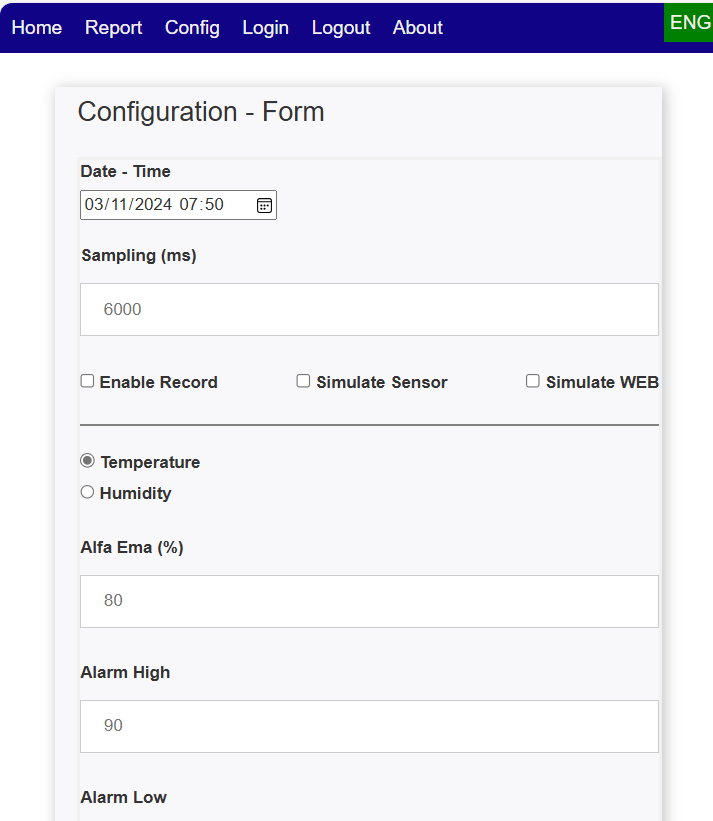 Home Report Config Login Logout About ENG
Configuration - Form
Date - Time
03/11/2024 07:50
Sampling (ms)
6000
Enable Record Simulate Sensor Simulate WEB
Temperature
Humidity
Alfa Ema (%)
80
Alarm High
90
Alarm Low